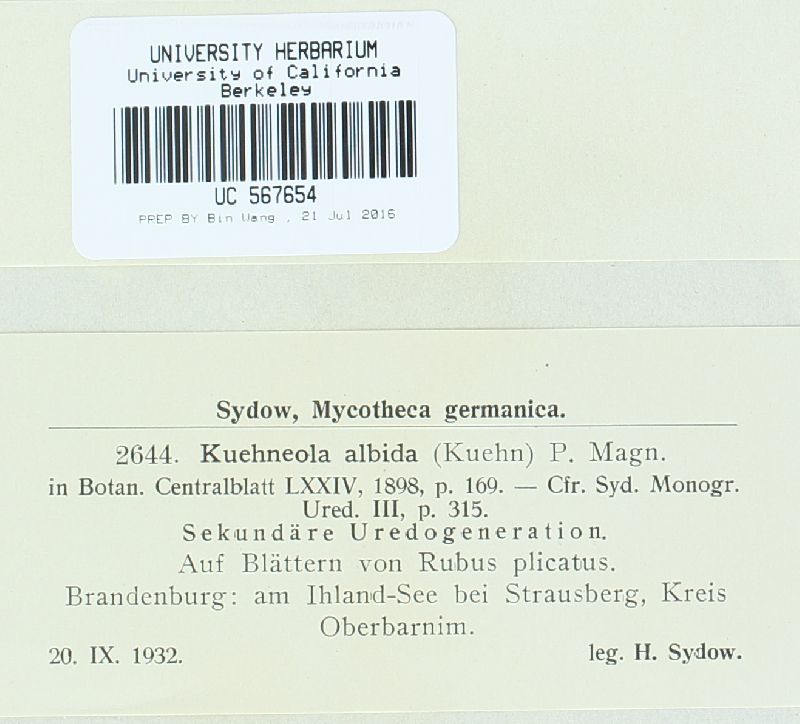 UNIVERSITY HERBARIUM
University of California
Berkeley
UC 567654
PREP BY Bin Wang , 21 Jul 2016
Sydow, Mycotheca germanica.
2644. Kuehneola albida (Kuehn) P. Magn.
in Botan. Centralblatt LXXIV, 1898, p. 169. — Cfr. Syd. Monogr.
Ured. III, p. 315.
Sekundäre Uredogeneration.
Auf Blättern von Rubus plicatus.
Brandenburg: am Ihland-See bei Strausberg, Kreis
Oberbarnim.
20. IX. 1932. leg. H. Sydow.